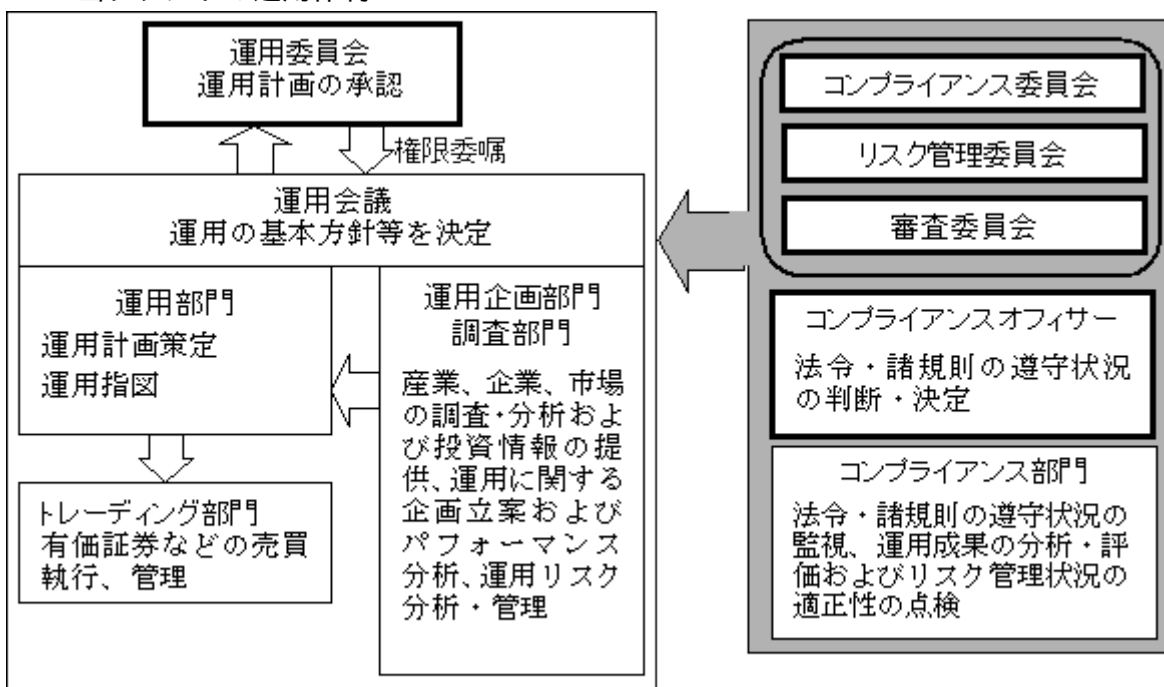 運用委員会
運用計画の承認
権限委嘱
運用会議
運用の基本方針等を決定
運用部門
運用計画策定
運用指図
運用企画部門
調査部門
産業、企業、市場
の調査・分析およ
び投資情報の提
供、運用に関する
企画立案および
パフォーマンス
分析、運用リスク
分析・管理
トレーディング部門
有価証券などの売買
執行、管理
コンプライアンス委員会
リスク管理委員会
審査委員会
コンプライアンスオフィサー
法令・諸規則の遵守状況
の判断・決定
コンプライアンス部門
法令・諸規則の遵守状況の
監視、運用成果の分析・評
価およびリスク管理状況の
適正性の点検